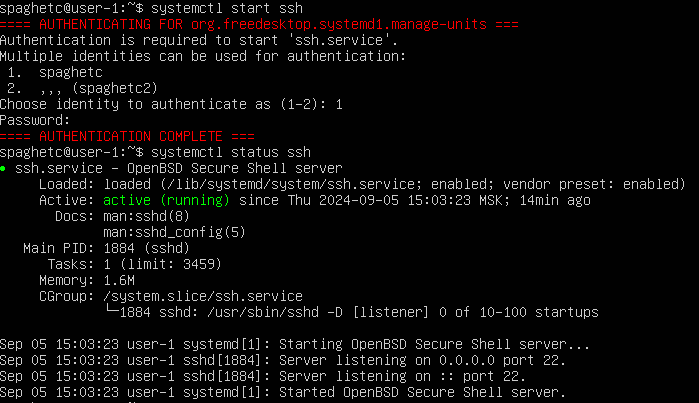 spaghetc@user-1:~$ systemctl start ssh
==== AUTHENTICATING FOR org.freedesktop.systemd1.manage-units ===
Authentication is required to start 'ssh.service'.
Multiple identities can be used for authentication:
 1.  spaghetc
 2.  ,,, (spaghetc2)
Choose identity to authenticate as (1-2): 1
Password:
==== AUTHENTICATION COMPLETE ===
spaghetc@user-1:~$ systemctl status ssh
● ssh.service - OpenBSD Secure Shell server
     Loaded: loaded (/lib/systemd/system/ssh.service; enabled; vendor preset: enabled)
     Active: active (running) since Thu 2024-09-05 15:03:23 MSK; 14min ago
       Docs: man:sshd(8)
             man:sshd_config(5)
   Main PID: 1884 (sshd)
      Tasks: 1 (limit: 3459)
     Memory: 1.6M
     CGroup: /system.slice/ssh.service
             └─1884 sshd: /usr/sbin/sshd -D [listener] 0 of 10-100 startups

Sep 05 15:03:23 user-1 systemd[1]: Starting OpenBSD Secure Shell server...
Sep 05 15:03:23 user-1 sshd[1884]: Server listening on 0.0.0.0 port 22.
Sep 05 15:03:23 user-1 sshd[1884]: Server listening on :: port 22.
Sep 05 15:03:23 user-1 systemd[1]: Started OpenBSD Secure Shell server.